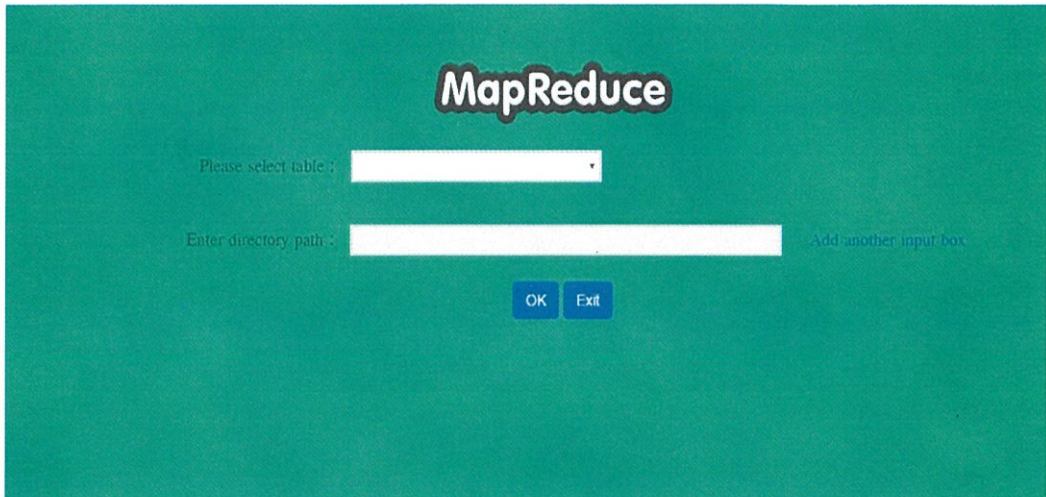 MapReduce
Please select table :
Enter directory path : Add another input box
OK Exit